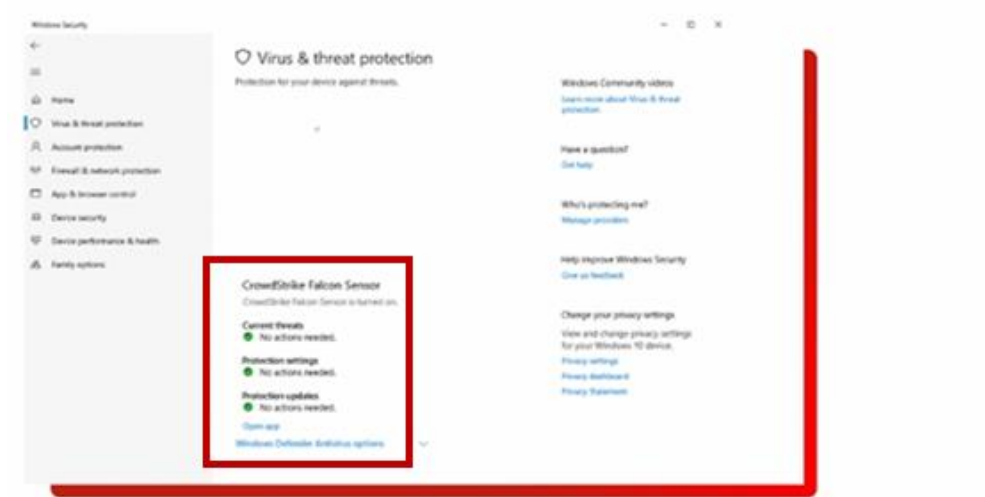 Windows Security
Home
Virus & threat protection
Account protection
Firewall & network protection
App & browser control
Device security
Device performance & health
Family options
Virus & threat protection
Protection for your device against threats.
CrowdStrike Falcon Sensor
CrowdStrike Falcon Sensor is turned on.
Current threats
No actions needed.
Protection settings
No actions needed.
Protection updates
No actions needed.
Open app
Windows Defender Antivirus options
Windows Community videos
Learn more about Virus & threat
protection
Have a question?
Get help
Who's protecting me?
Manage providers
Help improve Windows Security
Give us feedback
Change your privacy settings
View and change privacy settings
for your Windows 10 device.
Privacy settings
Privacy dashboard
Privacy Statement